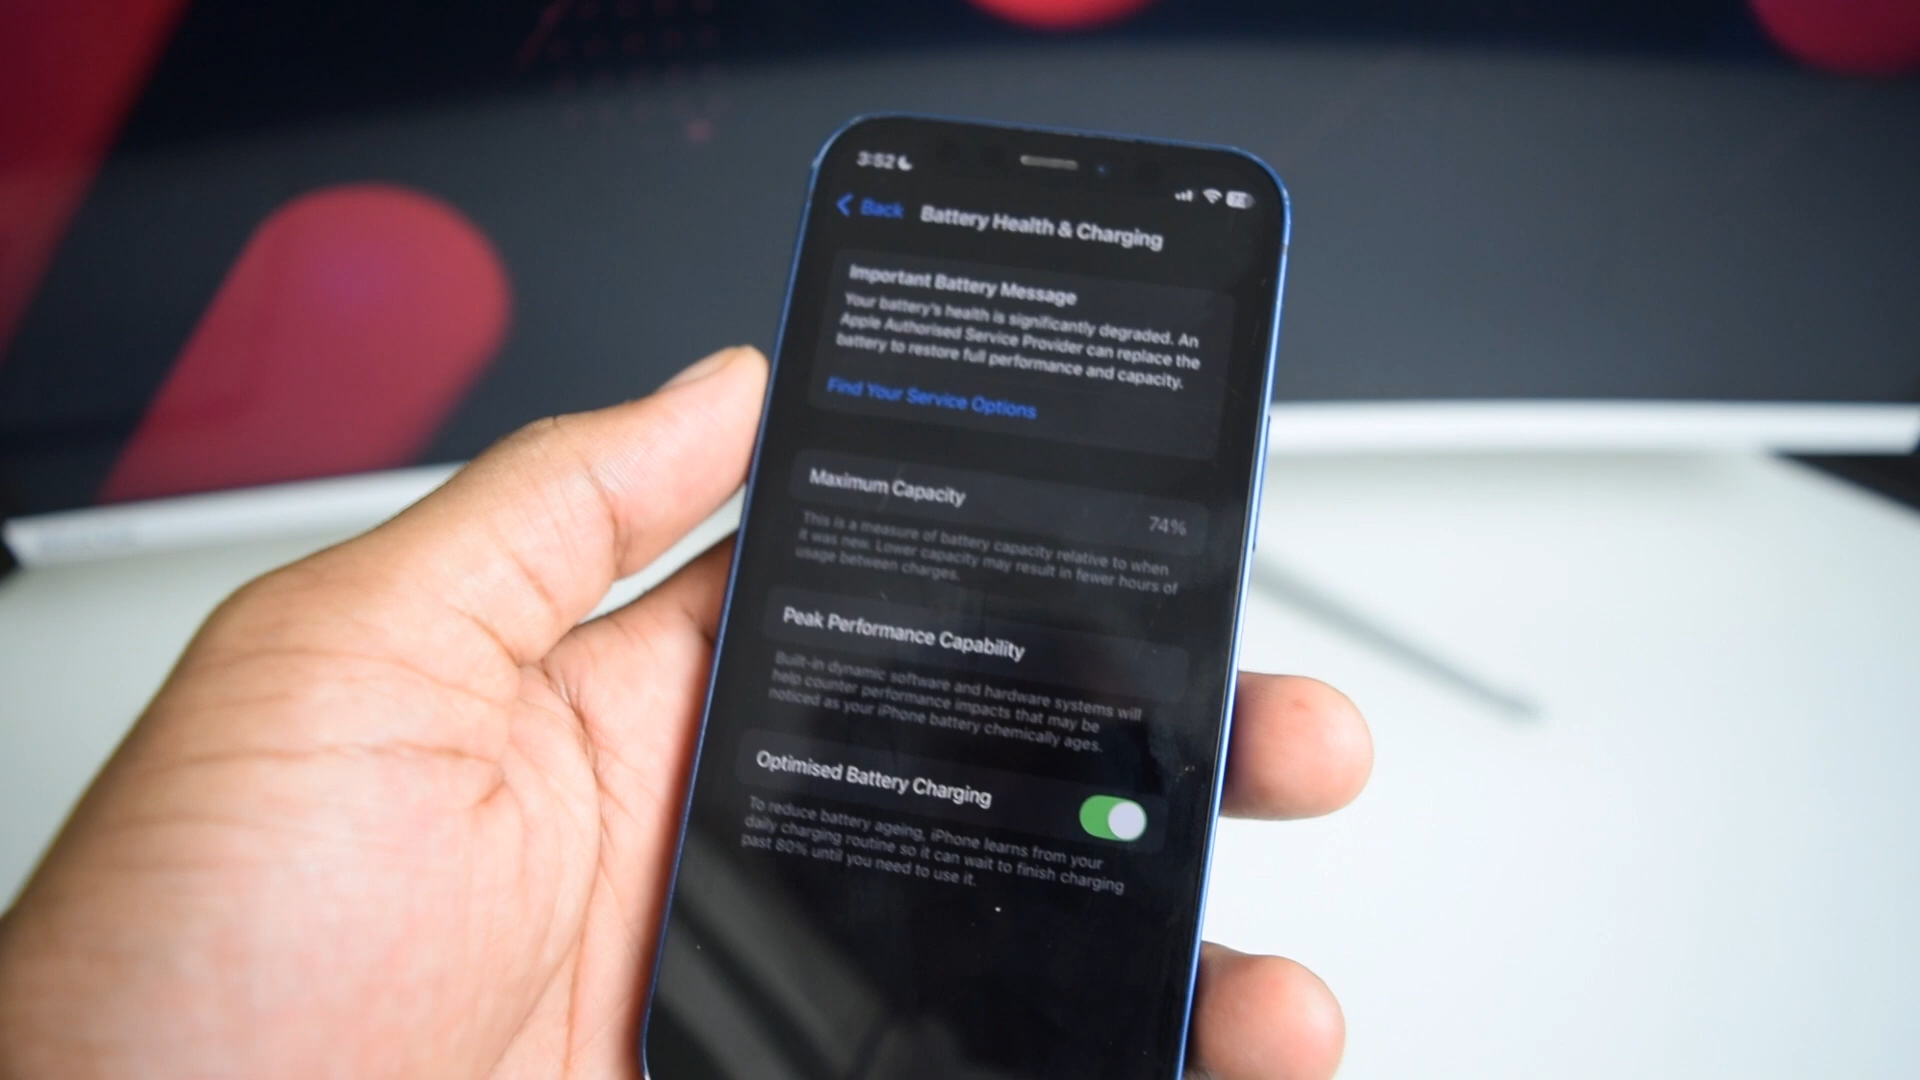 3:52
Back Battery Health & Charging
Important Battery Message
Your battery's health is significantly degraded. An
Apple Authorised Service Provider can replace the
battery to restore full performance and capacity.
Find Your Service Options
Maximum Capacity 74%
This is a measure of battery capacity relative to when
it was new. Lower capacity may result in fewer hours of
usage between charges.
Peak Performance Capability
Built-in dynamic software and hardware systems will
help counter performance impacts that may be
noticed as your iPhone battery chemically ages.
Optimised Battery Charging
To reduce battery ageing, iPhone learns from your
daily charging routine so it can wait to finish charging
past 80% until you need to use it.